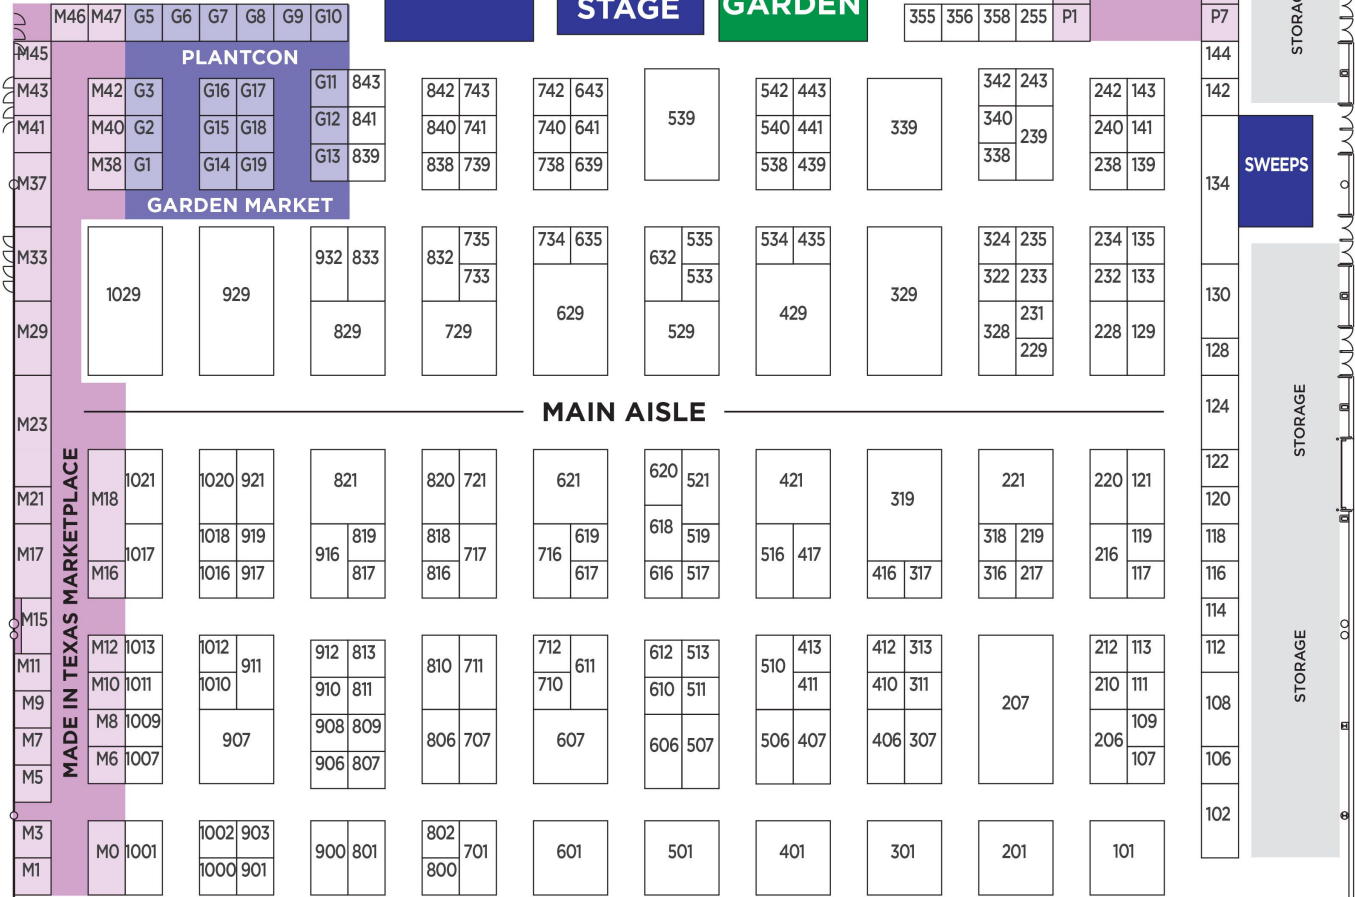 M46 M47 G5 G6 G7 G8 G9 G10 STAGE GARDEN 355 356 358 255 P1 P7
M45 PLANTCON 144 STORAGE
M43 M42 G3 G16 G17 G11 843 842 743 742 643 539 542 443 339 342 243 242 143 142
M41 M40 G2 G15 G18 G12 841 840 741 740 641 540 441 340 239 240 141
M37 M38 G1 G14 G19 G13 839 838 739 738 639 538 439 338 238 139 134 SWEEPS
GARDEN MARKET
M33 932 833 832 735 734 635 632 535 534 435 324 235 234 135
1029 929 733 533 329 322 233 232 133 130
M29 829 729 629 529 429 328 231 228 129
229 128
M23 MAIN AISLE 124 STORAGE
MADE IN TEXAS MARKETPLACE
M21 M18 1021 1020 921 821 820 721 621 620 521 421 319 221 220 121 122
120
M17 1017 1018 919 916 819 818 717 716 619 618 519 516 417 318 219 216 119 118
M16 1016 917 817 816 617 616 517 416 317 316 217 117 116
M15 114
M11 M12 1013 1012 911 912 813 810 711 712 611 612 513 510 413 412 313 207 212 113 112
M9 M10 1011 1010 910 811 710 610 511 411 410 311 210 111 108 STORAGE
M7 M8 1009 907 908 809 806 707 607 606 507 506 407 406 307 206 109
M5 M6 1007 906 807 107 106
102
M3 M0 1001 1002 903 900 801 802 701 601 501 401 301 201 101
M1 1000 901 800